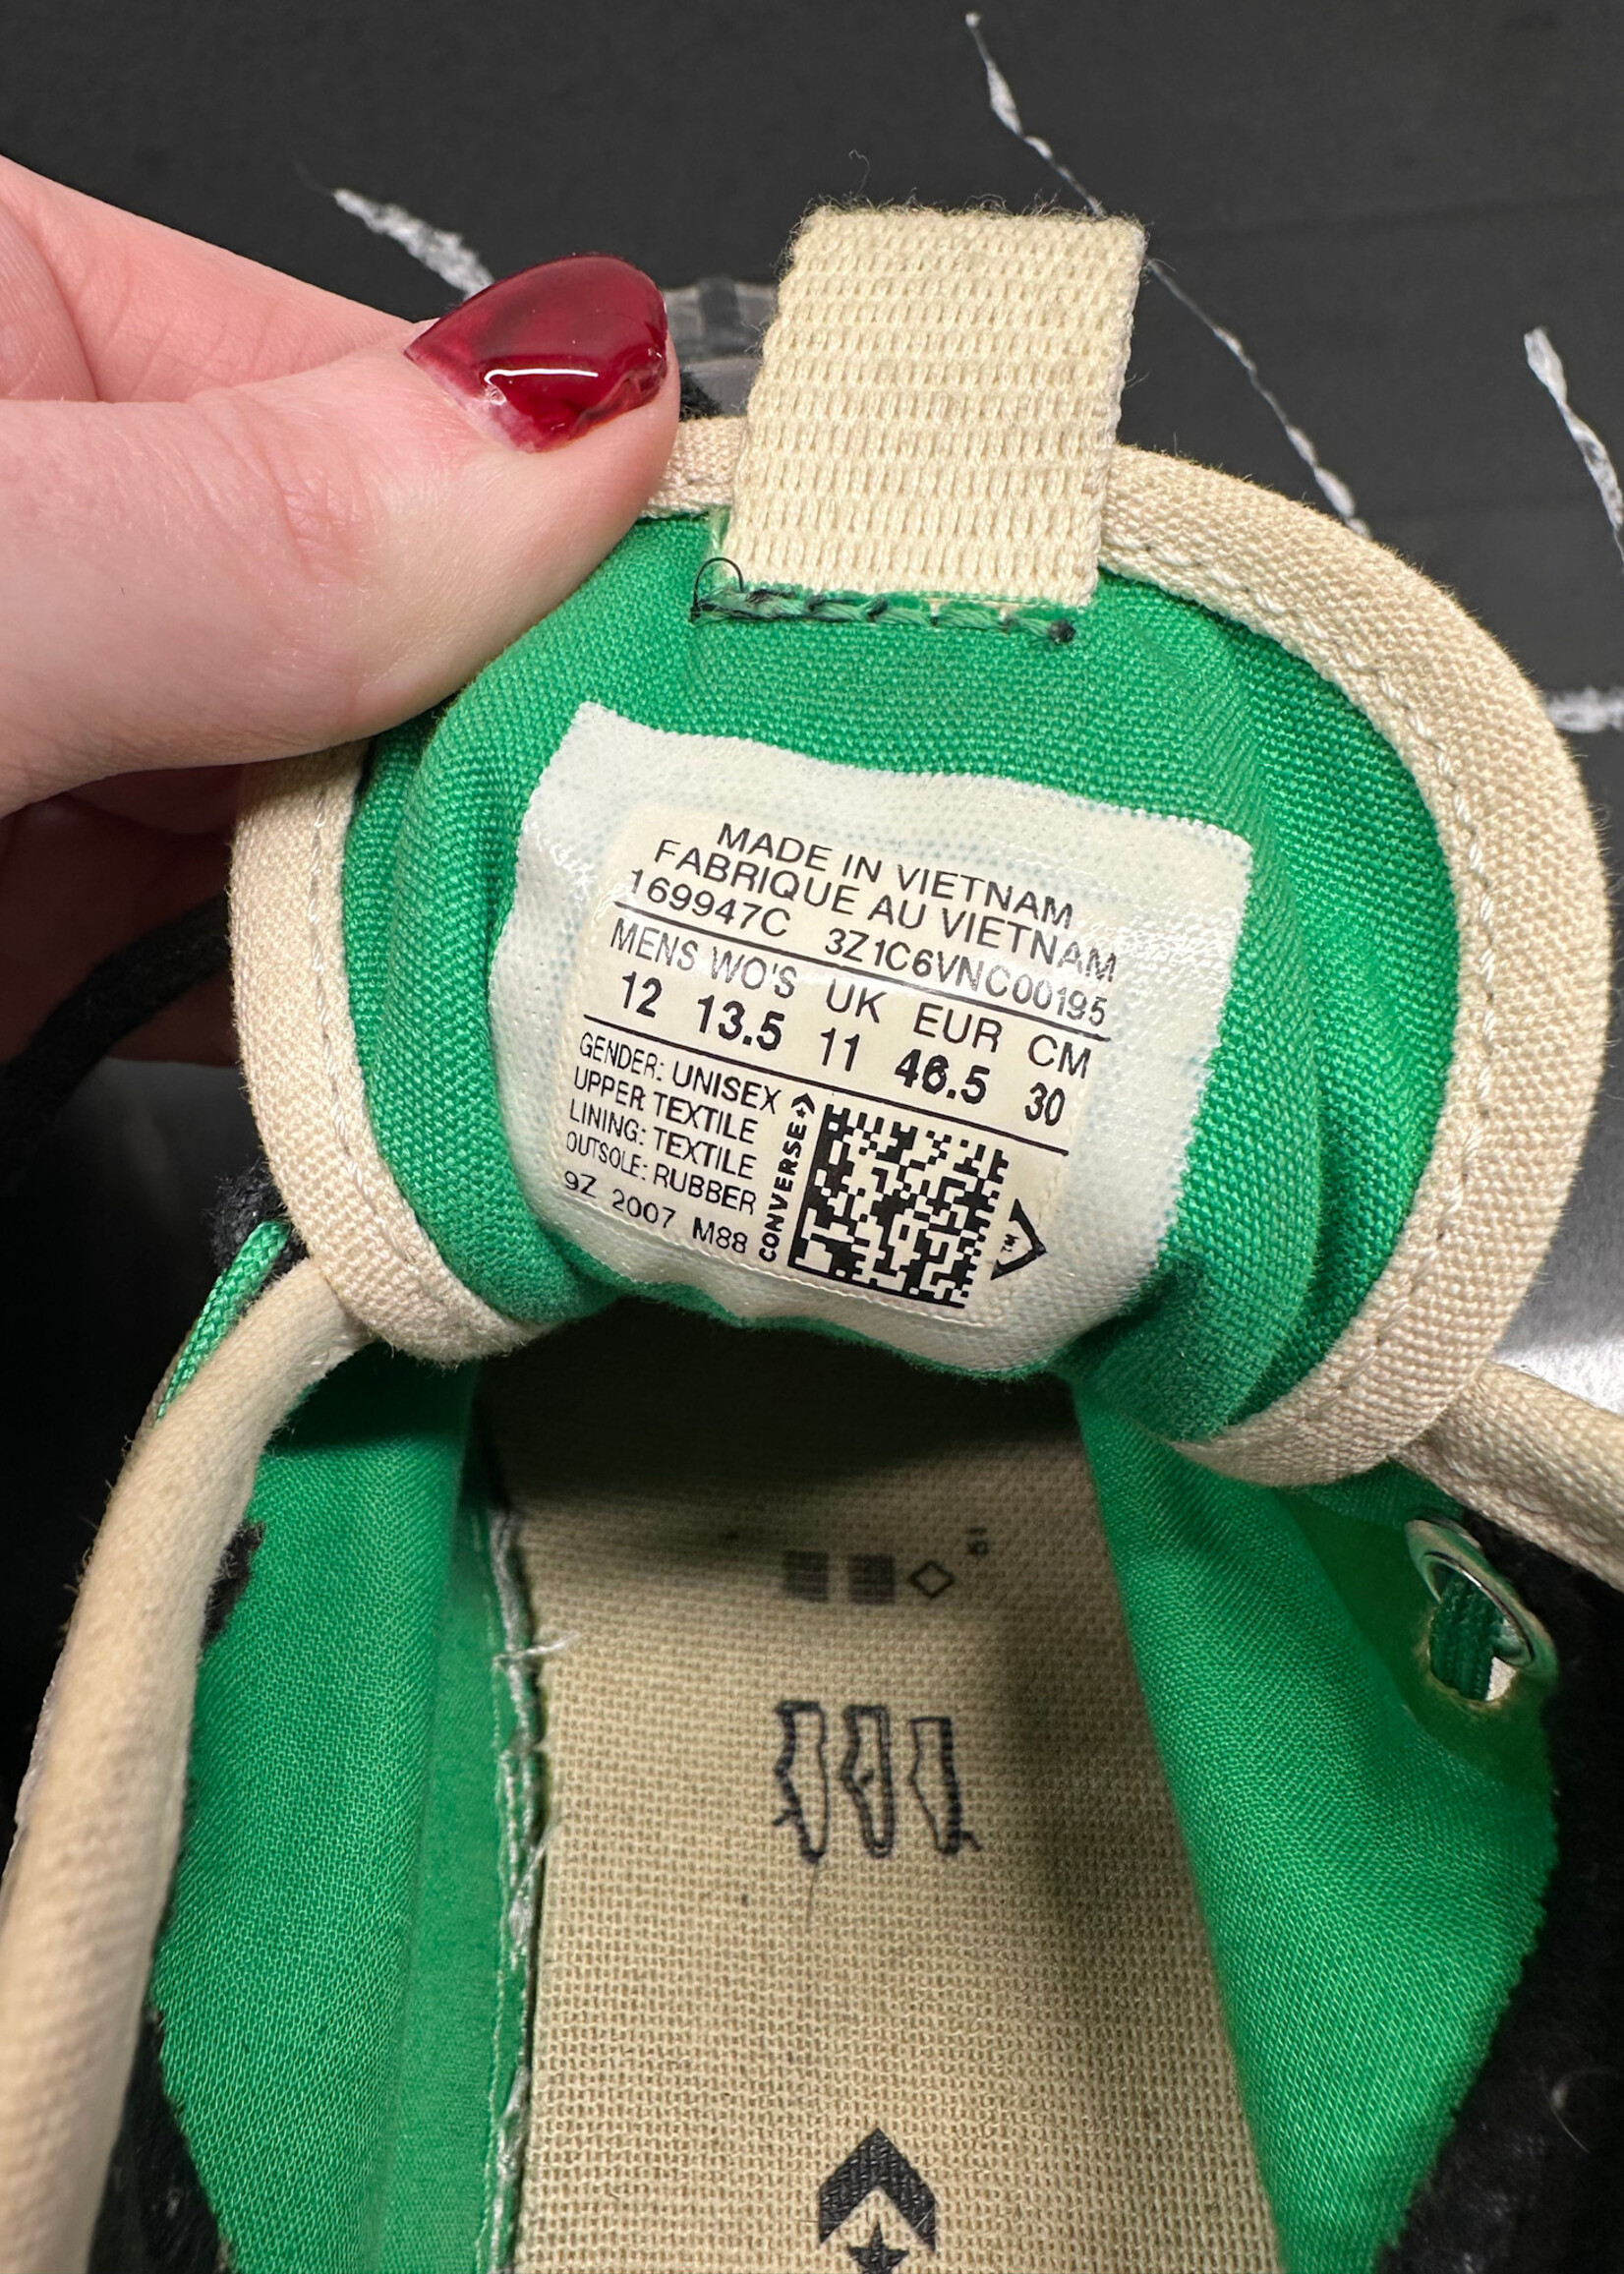 MADE IN VIETNAM
FABRIQUE AU VIETNAM
169947C 3Z1C6VNC00195
MENS WO'S UK EUR CM
12 13.5 11 46.5 30
GENDER: UNISEX
UPPER TEXTILE
LINING: TEXTILE
OUTSOLE: RUBBER
9Z 2007 M88
CONVERSE
TM